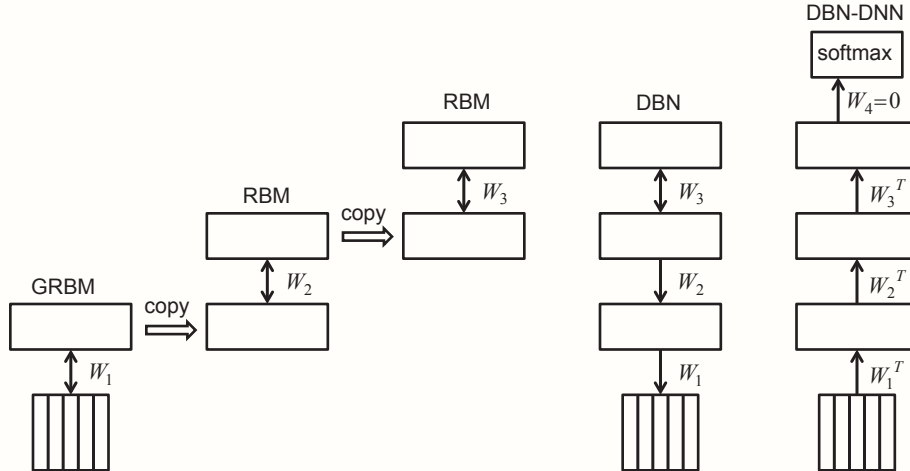 DBN-DNN
softmax
W₄=0
RBM
DBN
W₃
W₃
W₃ᵀ
RBM
copy
W₂
W₂
W₂ᵀ
GRBM
copy
W₁
W₁
W₁ᵀ